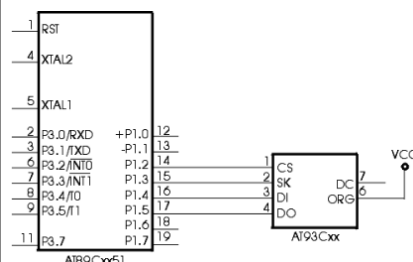 1 RST
4 XTAL2
5 XTAL1
2 P3.0/RXD +P1.0 12
3 P3.1/TXD -P1.1 13
6 P3.2/INT0 P1.2 14
7 P3.3/INT1 P1.3 15
8 P3.4/T0 P1.4 16
9 P3.5/T1 P1.5 17
P1.6 18
11 P3.7 P1.7 19
AT89Cxx51
1 CS
2 SK DC 7
3 DI ORG 6
4 DO
AT93Cxx
VCC